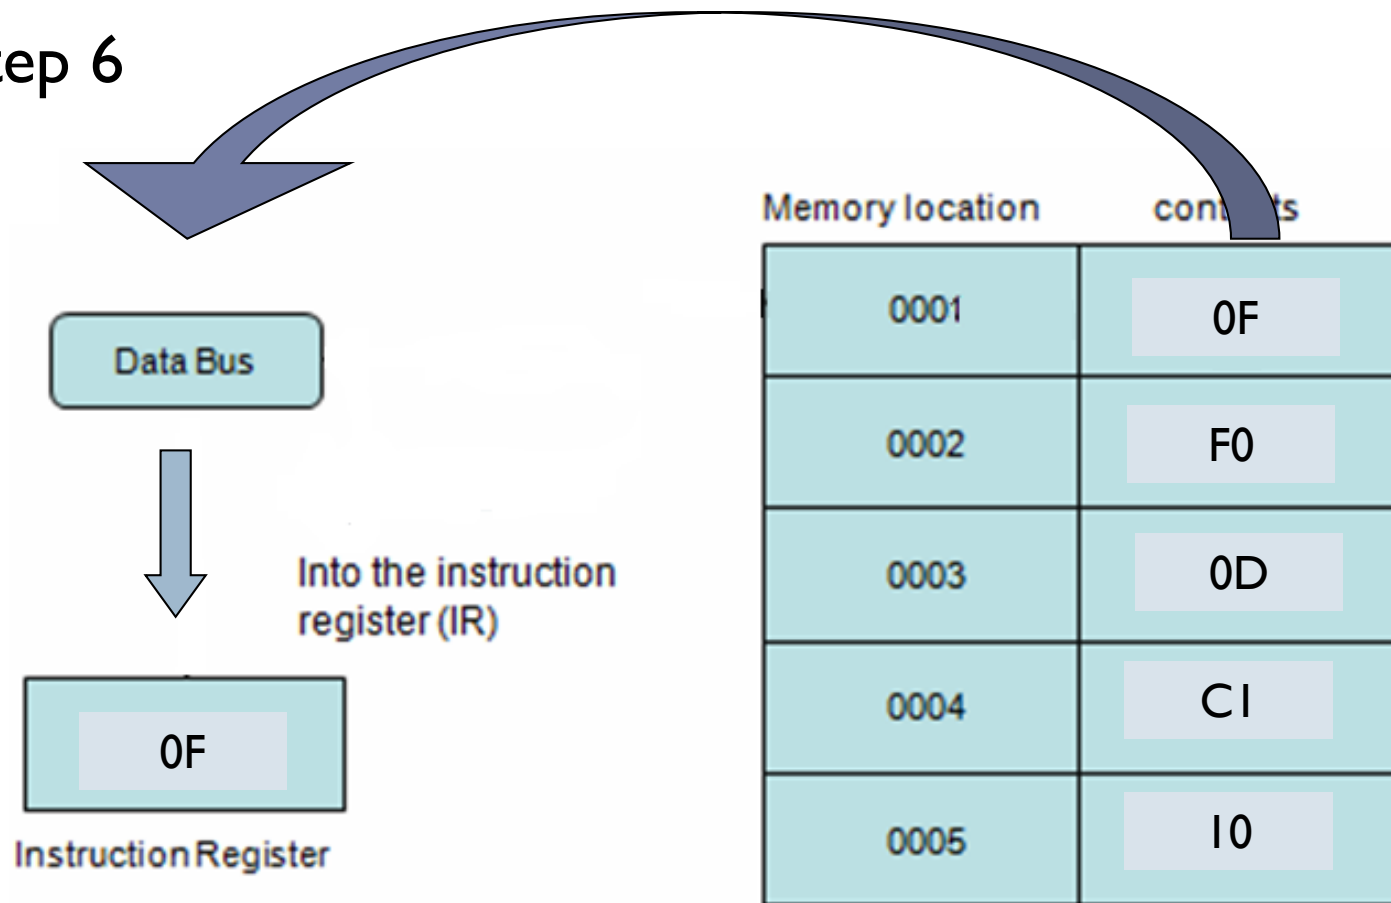 tep 6
Memory location
0001
0F
0002
F0
Data Bus
0003
0D
Into the instruction
register (IR)
0004
C1
0F
0005
10
Instruction Register